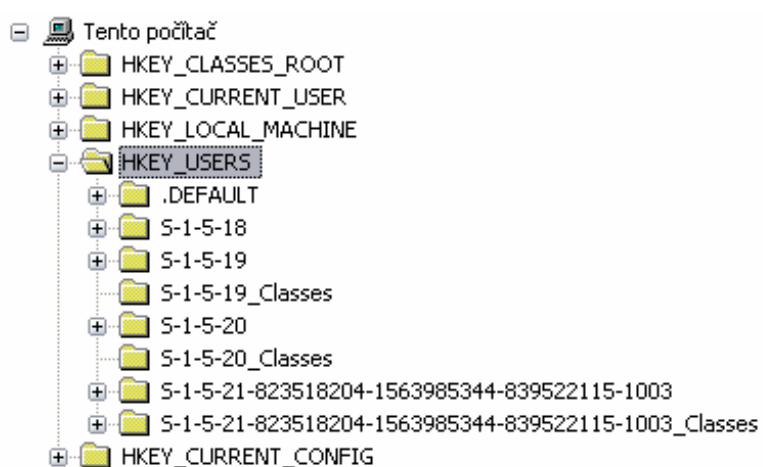 Tento počítač
HKEY_CLASSES_ROOT
HKEY_CURRENT_USER
HKEY_LOCAL_MACHINE
HKEY_USERS
.DEFAULT
S-1-5-18
S-1-5-19
S-1-5-19_Classes
S-1-5-20
S-1-5-20_Classes
S-1-5-21-823518204-1563985344-839522115-1003
S-1-5-21-823518204-1563985344-839522115-1003_Classes
HKEY_CURRENT_CONFIG